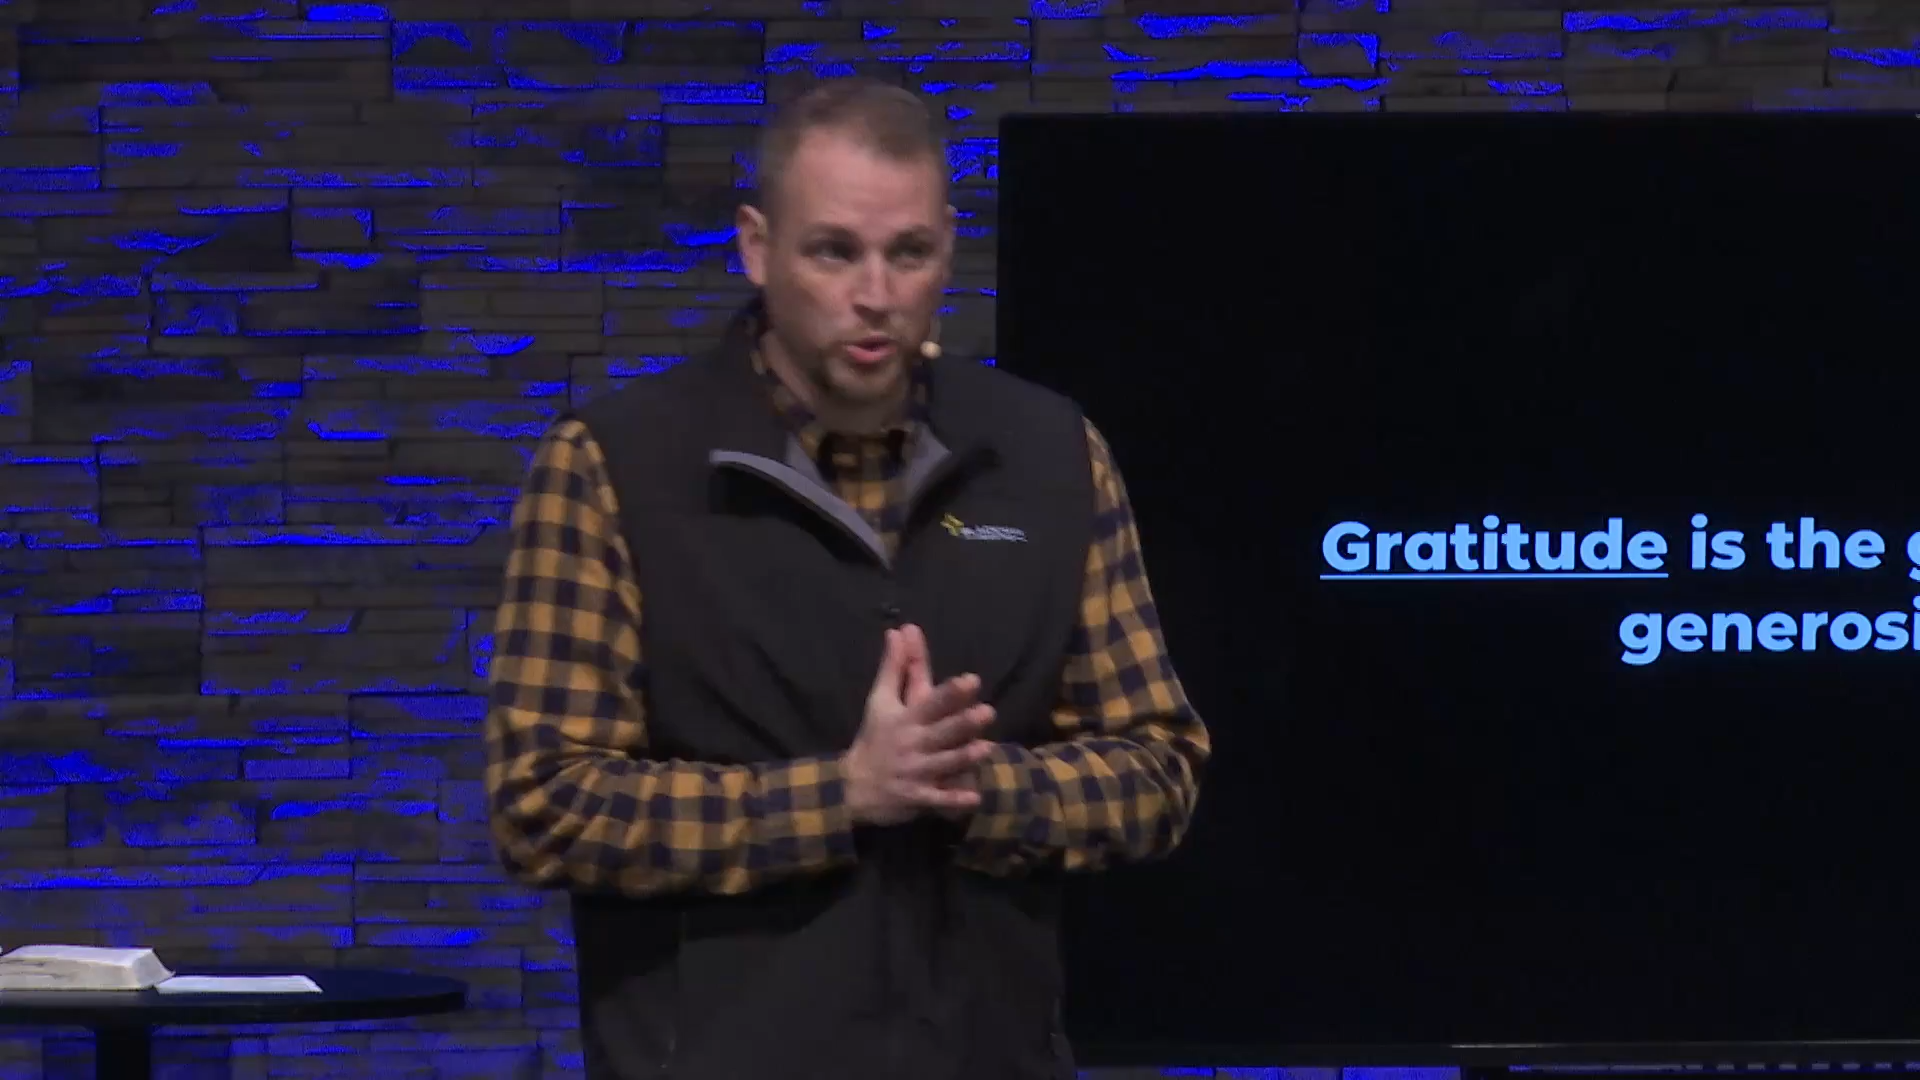 Gratitude is the
generosi